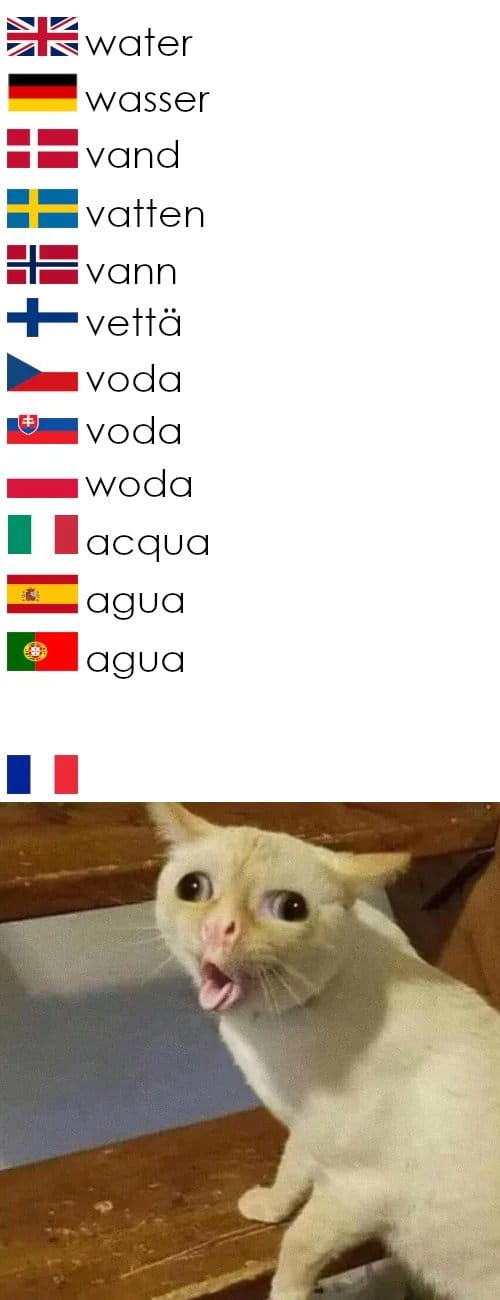 water
wasser
vand
vatten
vann
vettä
voda
voda
woda
acqua
agua
agua